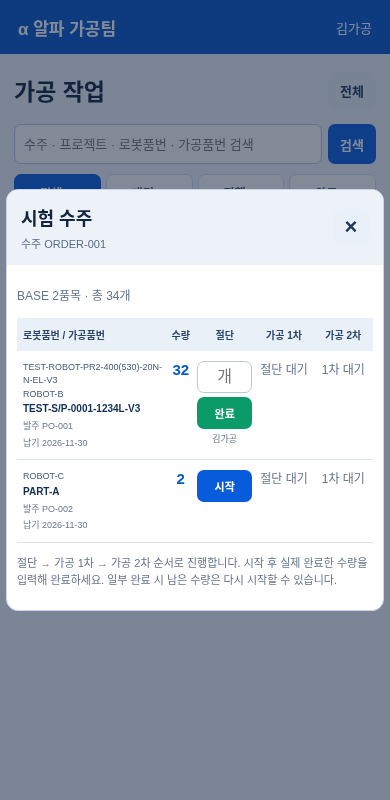 α 알파 가공팀
김가공
가공 작업
전체
수주 · 프로젝트 · 로봇품번 · 가공품번 검색
검색
시험 수주
수주 ORDER-001
×
BASE 2품목 · 총 34개
로봇품번 / 가공품번 수량 절단 가공 1차 가공 2차
TEST-ROBOT-PR2-400(530)-20N-
N-EL-V3
ROBOT-B
TEST-S/P-0001-1234L-V3
발주 PO-001
납기 2026-11-30
32
개
완료
김가공
절단 대기
1차 대기
ROBOT-C
PART-A
발주 PO-002
납기 2026-11-30
2
시작
절단 대기
1차 대기
절단 → 가공 1차 → 가공 2차 순서로 진행합니다. 시작 후 실제 완료한 수량을
입력해 완료하세요. 일부 완료 시 남은 수량은 다시 시작할 수 있습니다.